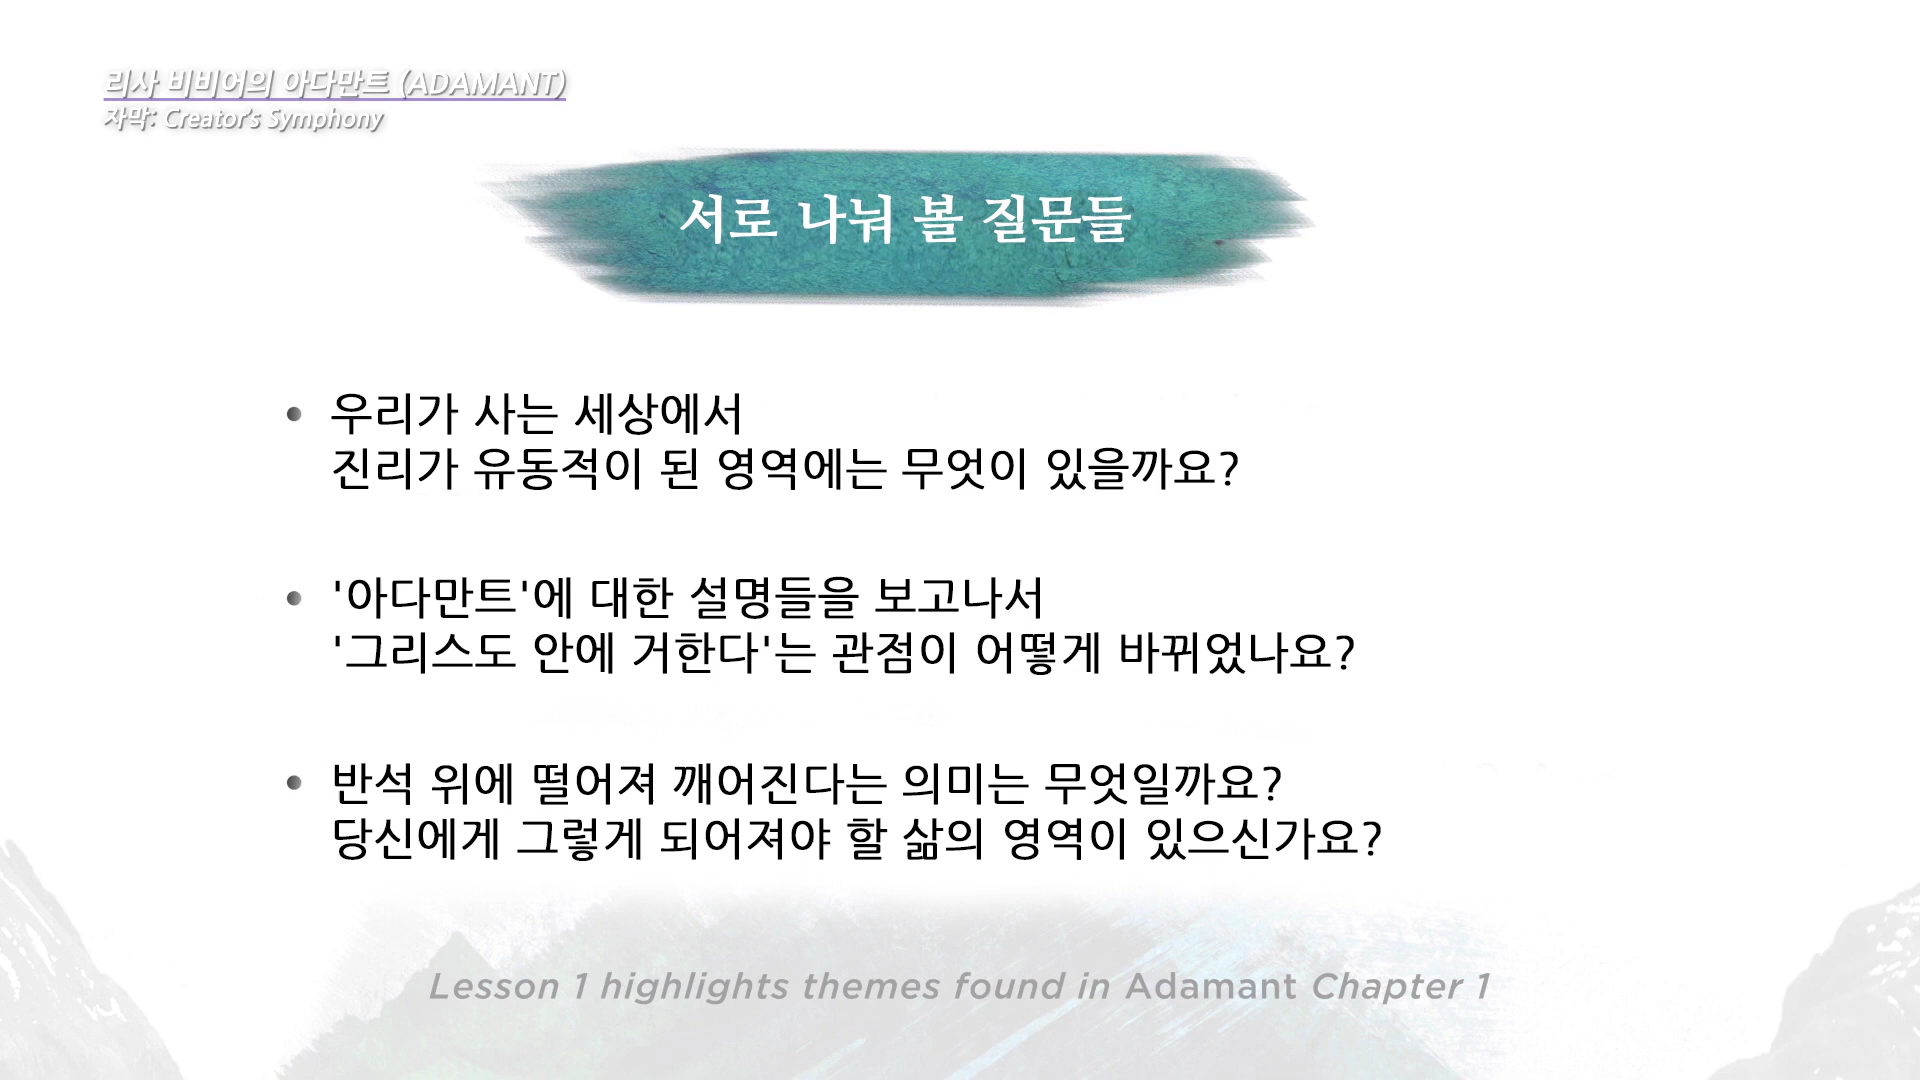 리사 비비어의 아다만트 (ADAMANT)
자막: Creator's Symphony
서로 나눠 볼 질문들
• 우리가 사는 세상에서
진리가 유동적이 된 영역에는 무엇이 있을까요?
• '아다만트'에 대한 설명들을 보고나서
'그리스도 안에 거한다'는 관점이 어떻게 바뀌었나요?
• 반석 위에 떨어져 깨어진다는 의미는 무엇일까요?
당신에게 그렇게 되어져야 할 삶의 영역이 있으신가요?
Lesson 1 highlights themes found in Adamant Chapter 1